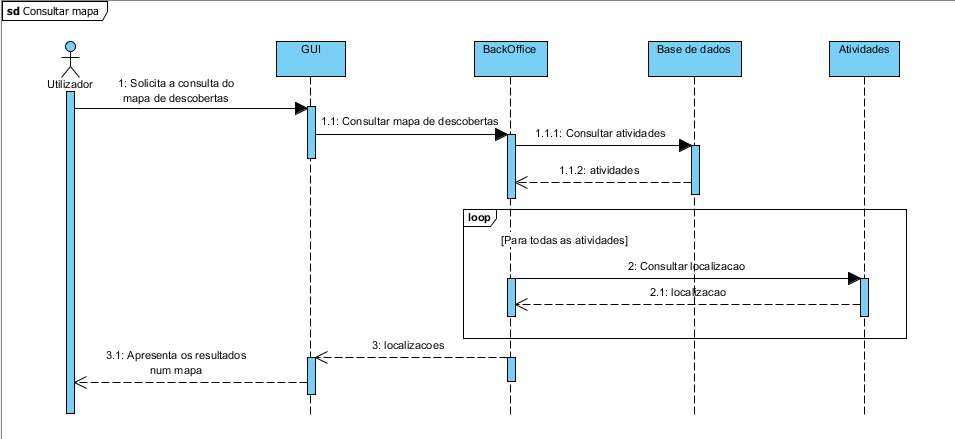 sd Consultar mapa
GUI
BackOffice
Base de dados
Atividades
Utilizador
1: Solicita a consulta do
mapa de descobertas
1.1: Consultar mapa de descobertas
1.1.1: Consultar atividades
1.1.2: atividades
loop
[Para todas as atividades]
2: Consultar localizacao
2.1: localizacao
3: localizacoes
3.1: Apresenta os resultados
num mapa